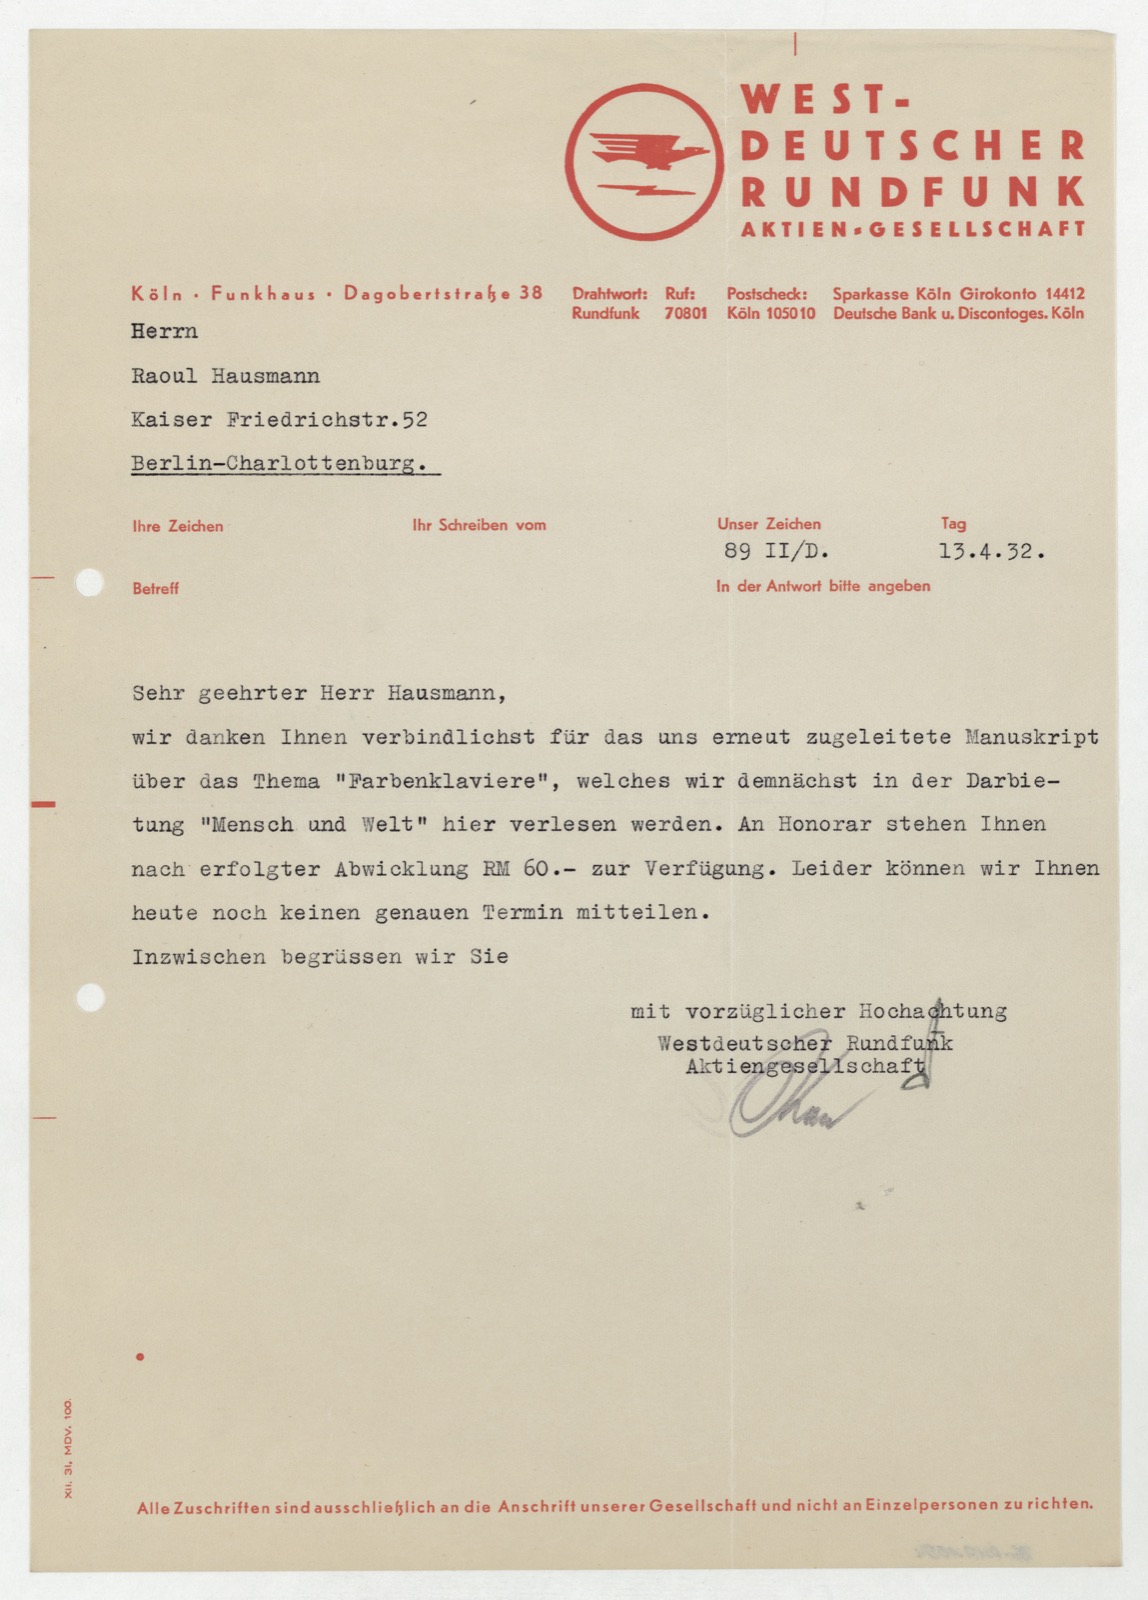 WEST-
DEUTSCHER
RUNDFUNK
AKTIEN-GESELLSCHAFT
Köln · Funkhaus · Dagobertstraße 38
Drahtwort: Ruf: Postscheck: Sparkasse Köln Girokonto 14412
Rundfunk 70801 Köln 105010 Deutsche Bank u. Discontoges. Köln
Herrn
Raoul Hausmann
Kaiser Friedrichstr.52
Berlin-Charlottenburg.
Ihre Zeichen Ihr Schreiben vom Unser Zeichen Tag
89 II/D. 13.4.32.
Betreff In der Antwort bitte angeben
Sehr geehrter Herr Hausmann,
wir danken Ihnen verbindlichst für das uns erneut zugeleitete Manuskript
über das Thema "Farbenklaviere", welches wir demnächst in der Darbie-
tung "Mensch und Welt" hier verlesen werden. An Honorar stehen Ihnen
nach erfolgter Abwicklung RM 60.- zur Verfügung. Leider können wir Ihnen
heute noch keinen genauen Termin mitteilen.
Inzwischen begrüssen wir Sie
mit vorzüglicher Hochachtung
Westdeutscher Rundfunk
Aktiengesellschaft
XII. 31. MDV. 100.
Alle Zuschriften sind ausschließlich an die Anschrift unserer Gesellschaft und nicht an Einzelpersonen zu richten.